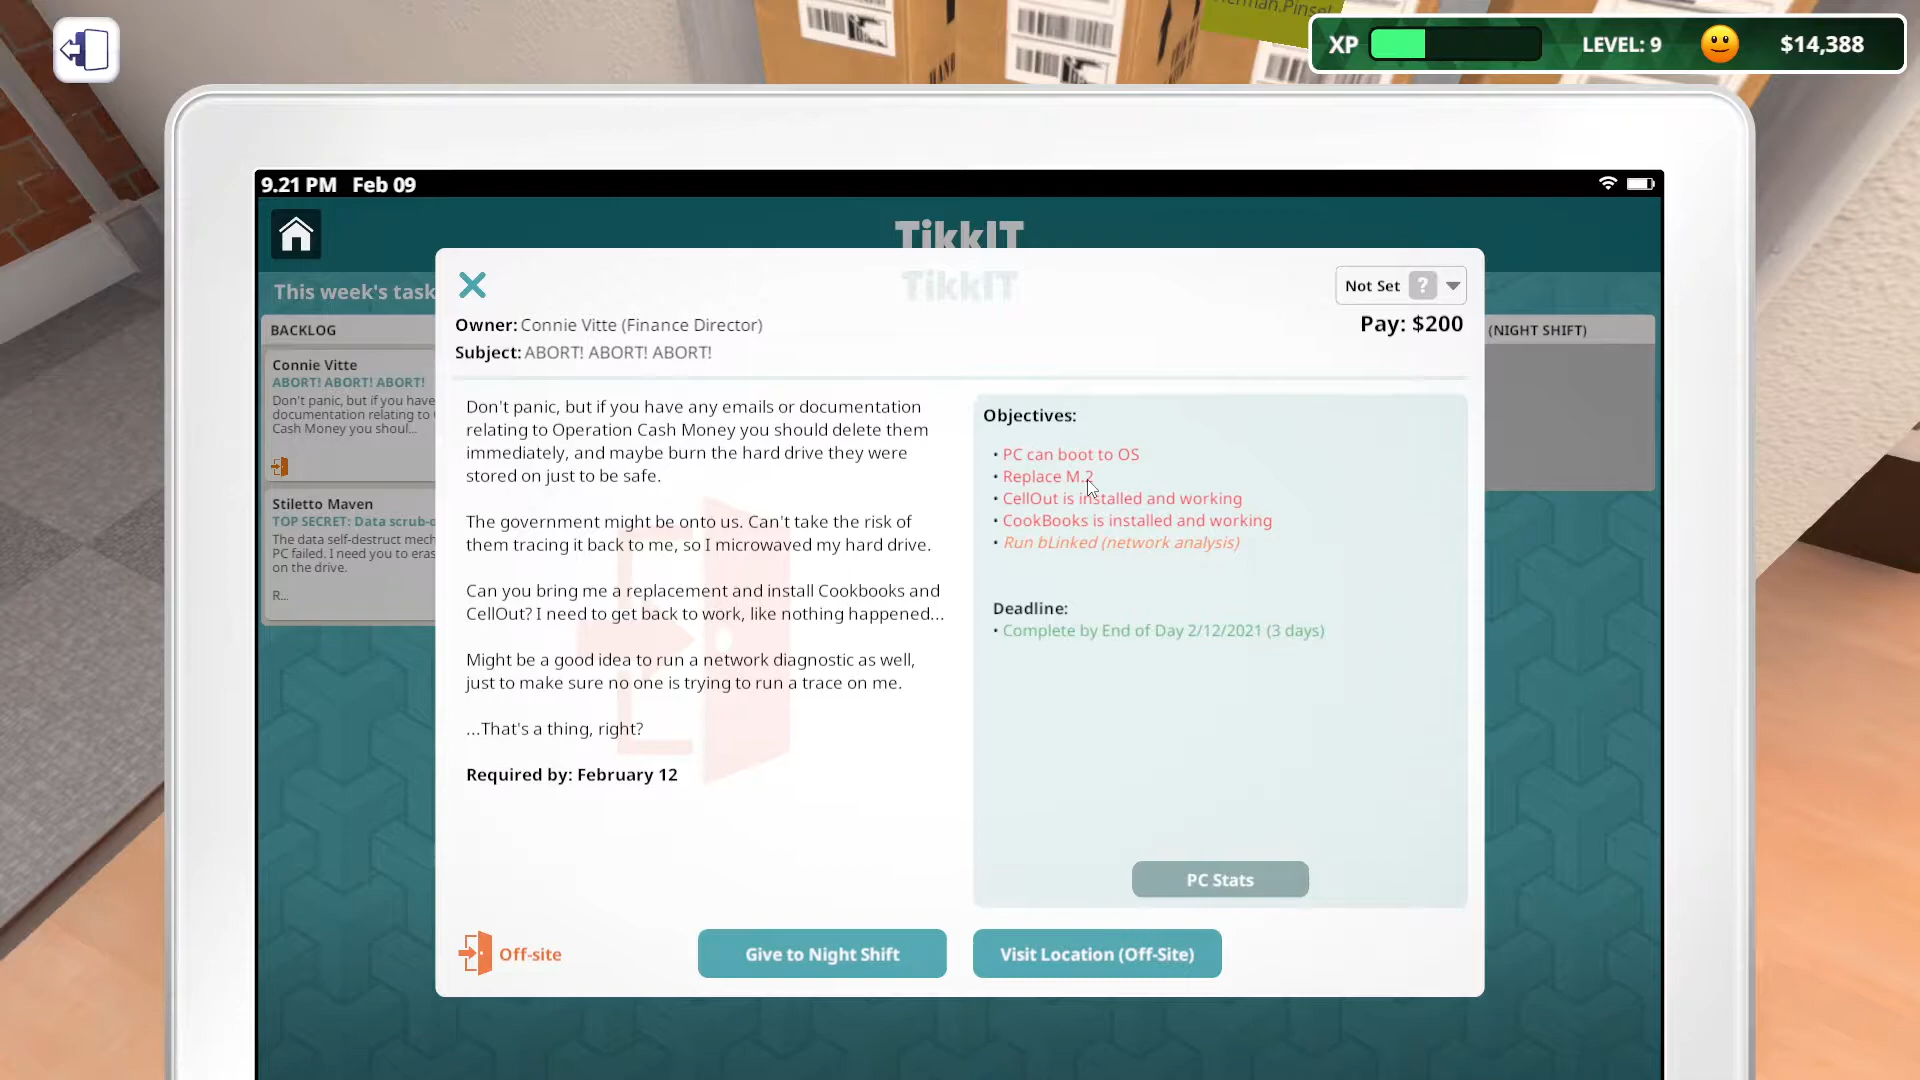 Herman.Pinset
XP
LEVEL: 9
$14,388
9.21 PM Feb 09
TikkIT
This week's task
BACKLOG
Connie Vitte
ABORT! ABORT! ABORT!
Don't panic, but if you have
documentation relating to
Cash Money you shoul...
Stiletto Maven
TOP SECRET: Data scrub-
The data self-destruct mech
PC failed. I need you to eras
on the drive.
R...
(NIGHT SHIFT)
TikkIT
Not Set ?
Owner: Connie Vitte (Finance Director)
Pay: $200
Subject: ABORT! ABORT! ABORT!
Don't panic, but if you have any emails or documentation
relating to Operation Cash Money you should delete them
immediately, and maybe burn the hard drive they were
stored on just to be safe.
The government might be onto us. Can't take the risk of
them tracing it back to me, so I microwaved my hard drive.
Can you bring me a replacement and install Cookbooks and
CellOut? I need to get back to work, like nothing happened...
Might be a good idea to run a network diagnostic as well,
just to make sure no one is trying to run a trace on me.
...That's a thing, right?
Required by: February 12
Objectives:
• PC can boot to OS
• Replace M.2
• CellOut is installed and working
• CookBooks is installed and working
• Run bLinked (network analysis)
Deadline:
• Complete by End of Day 2/12/2021 (3 days)
PC Stats
Off-site
Give to Night Shift
Visit Location (Off-Site)